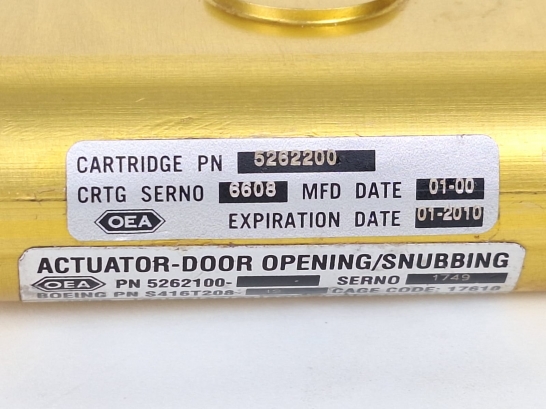 CARTRIDGE PN 5262200
CRTG SERNO 6608 MFD DATE 01-00
OEA EXPIRATION DATE 01-2010
ACTUATOR-DOOR OPENING/SNUBBING
OEA PN 5262100- SERNO 1749
BOEING PN S416T208- CAGE CODE: 17610